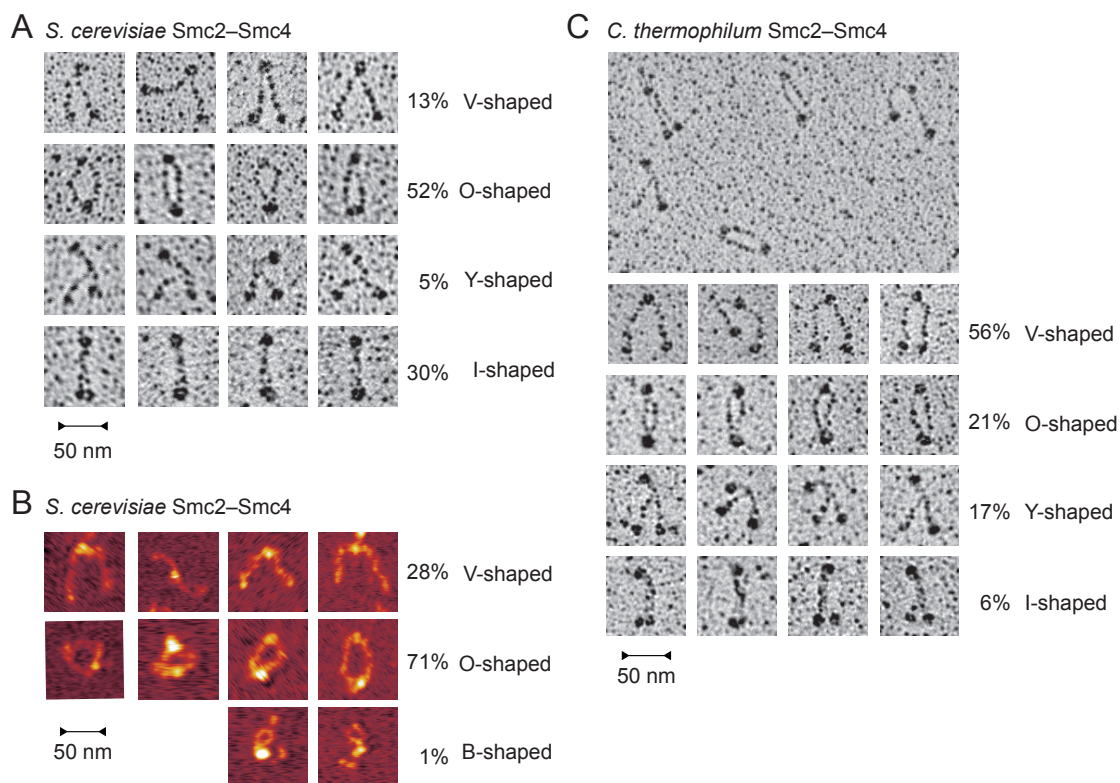 A S. cerevisiae Smc2–Smc4
13% V-shaped
52% O-shaped
5% Y-shaped
30% I-shaped
50 nm
B S. cerevisiae Smc2–Smc4
28% V-shaped
71% O-shaped
1% B-shaped
50 nm
C C. thermophilum Smc2–Smc4
56% V-shaped
21% O-shaped
17% Y-shaped
6% I-shaped
50 nm